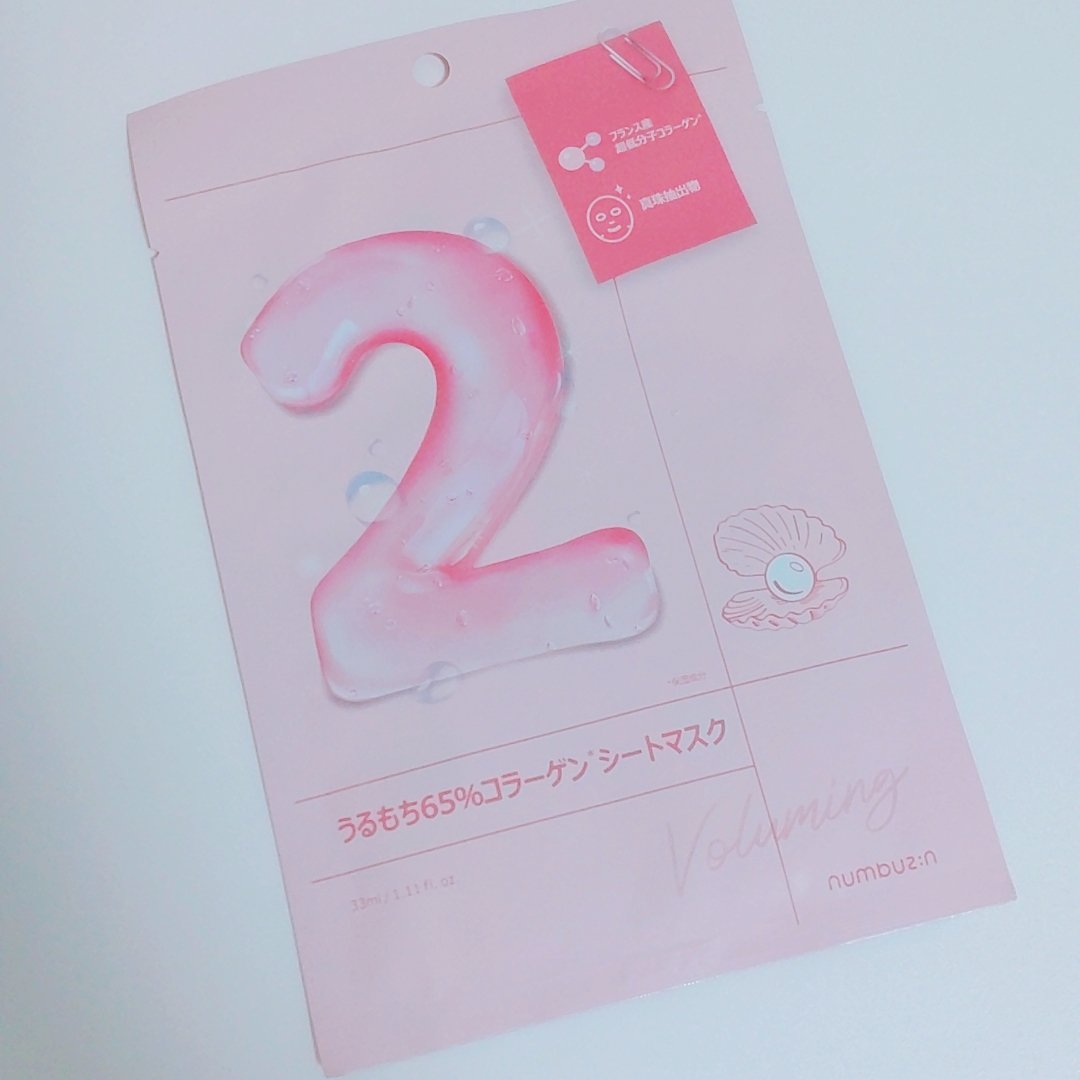 フランス産
超低分子コラーゲン*
真珠抽出物
2
*保湿成分
うるもち65%コラーゲン*シートマスク
Voluming
33ml / 1.11 fl. oz
numbuz:n